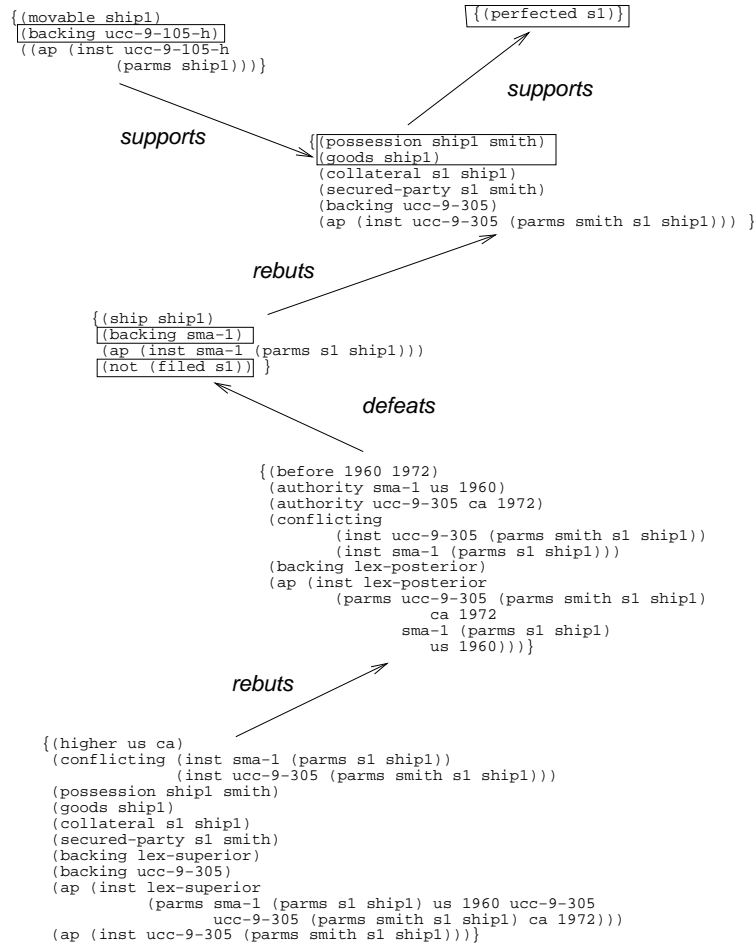 {(movable ship1)
(backing ucc-9-105-h)
((ap (inst ucc-9-105-h
(parms ship1)))}
{(perfected s1)}
supports
supports
{(possession ship1 smith)
(goods ship1)
(collateral s1 ship1)
(secured-party s1 smith)
(backing ucc-9-305)
(ap (inst ucc-9-305 (parms smith s1 ship1))) }
rebuts
{(ship ship1)
(backing sma-1)
(ap (inst sma-1 (parms s1 ship1)))
(not (filed s1)) }
defeats
{(before 1960 1972)
(authority sma-1 us 1960)
(authority ucc-9-305 ca 1972)
(conflicting
(inst ucc-9-305 (parms smith s1 ship1))
(inst sma-1 (parms s1 ship1)))
(backing lex-posterior)
(ap (inst lex-posterior
(parms ucc-9-305 (parms smith s1 ship1)
ca 1972
sma-1 (parms s1 ship1)
us 1960)))}
rebuts
{(higher us ca)
(conflicting (inst sma-1 (parms s1 ship1))
(inst ucc-9-305 (parms smith s1 ship1)))
(possession ship1 smith)
(goods ship1)
(collateral s1 ship1)
(secured-party s1 smith)
(backing lex-superior)
(backing ucc-9-305)
(ap (inst lex-superior
(parms sma-1 (parms s1 ship1) us 1960 ucc-9-305
ucc-9-305 (parms smith s1 ship1) ca 1972)))
(ap (inst ucc-9-305 (parms smith s1 ship1)))}